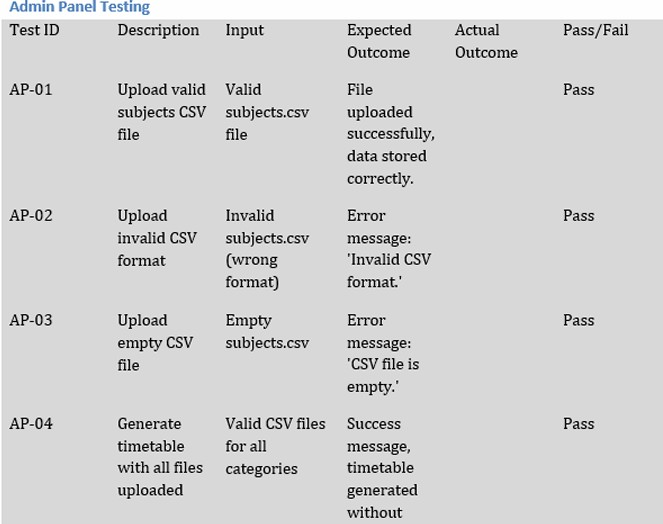 Admin Panel Testing
Test ID Description Input Expected Outcome Actual Outcome Pass/Fail
AP-01 Upload valid subjects CSV file Valid subjects.csv file File uploaded successfully, data stored correctly. Pass
AP-02 Upload invalid CSV format Invalid subjects.csv (wrong format) Error message: 'Invalid CSV format.' Pass
AP-03 Upload empty CSV file Empty subjects.csv Error message: 'CSV file is empty.' Pass
AP-04 Generate timetable with all files uploaded Valid CSV files for all categories Success message, timetable generated without Pass